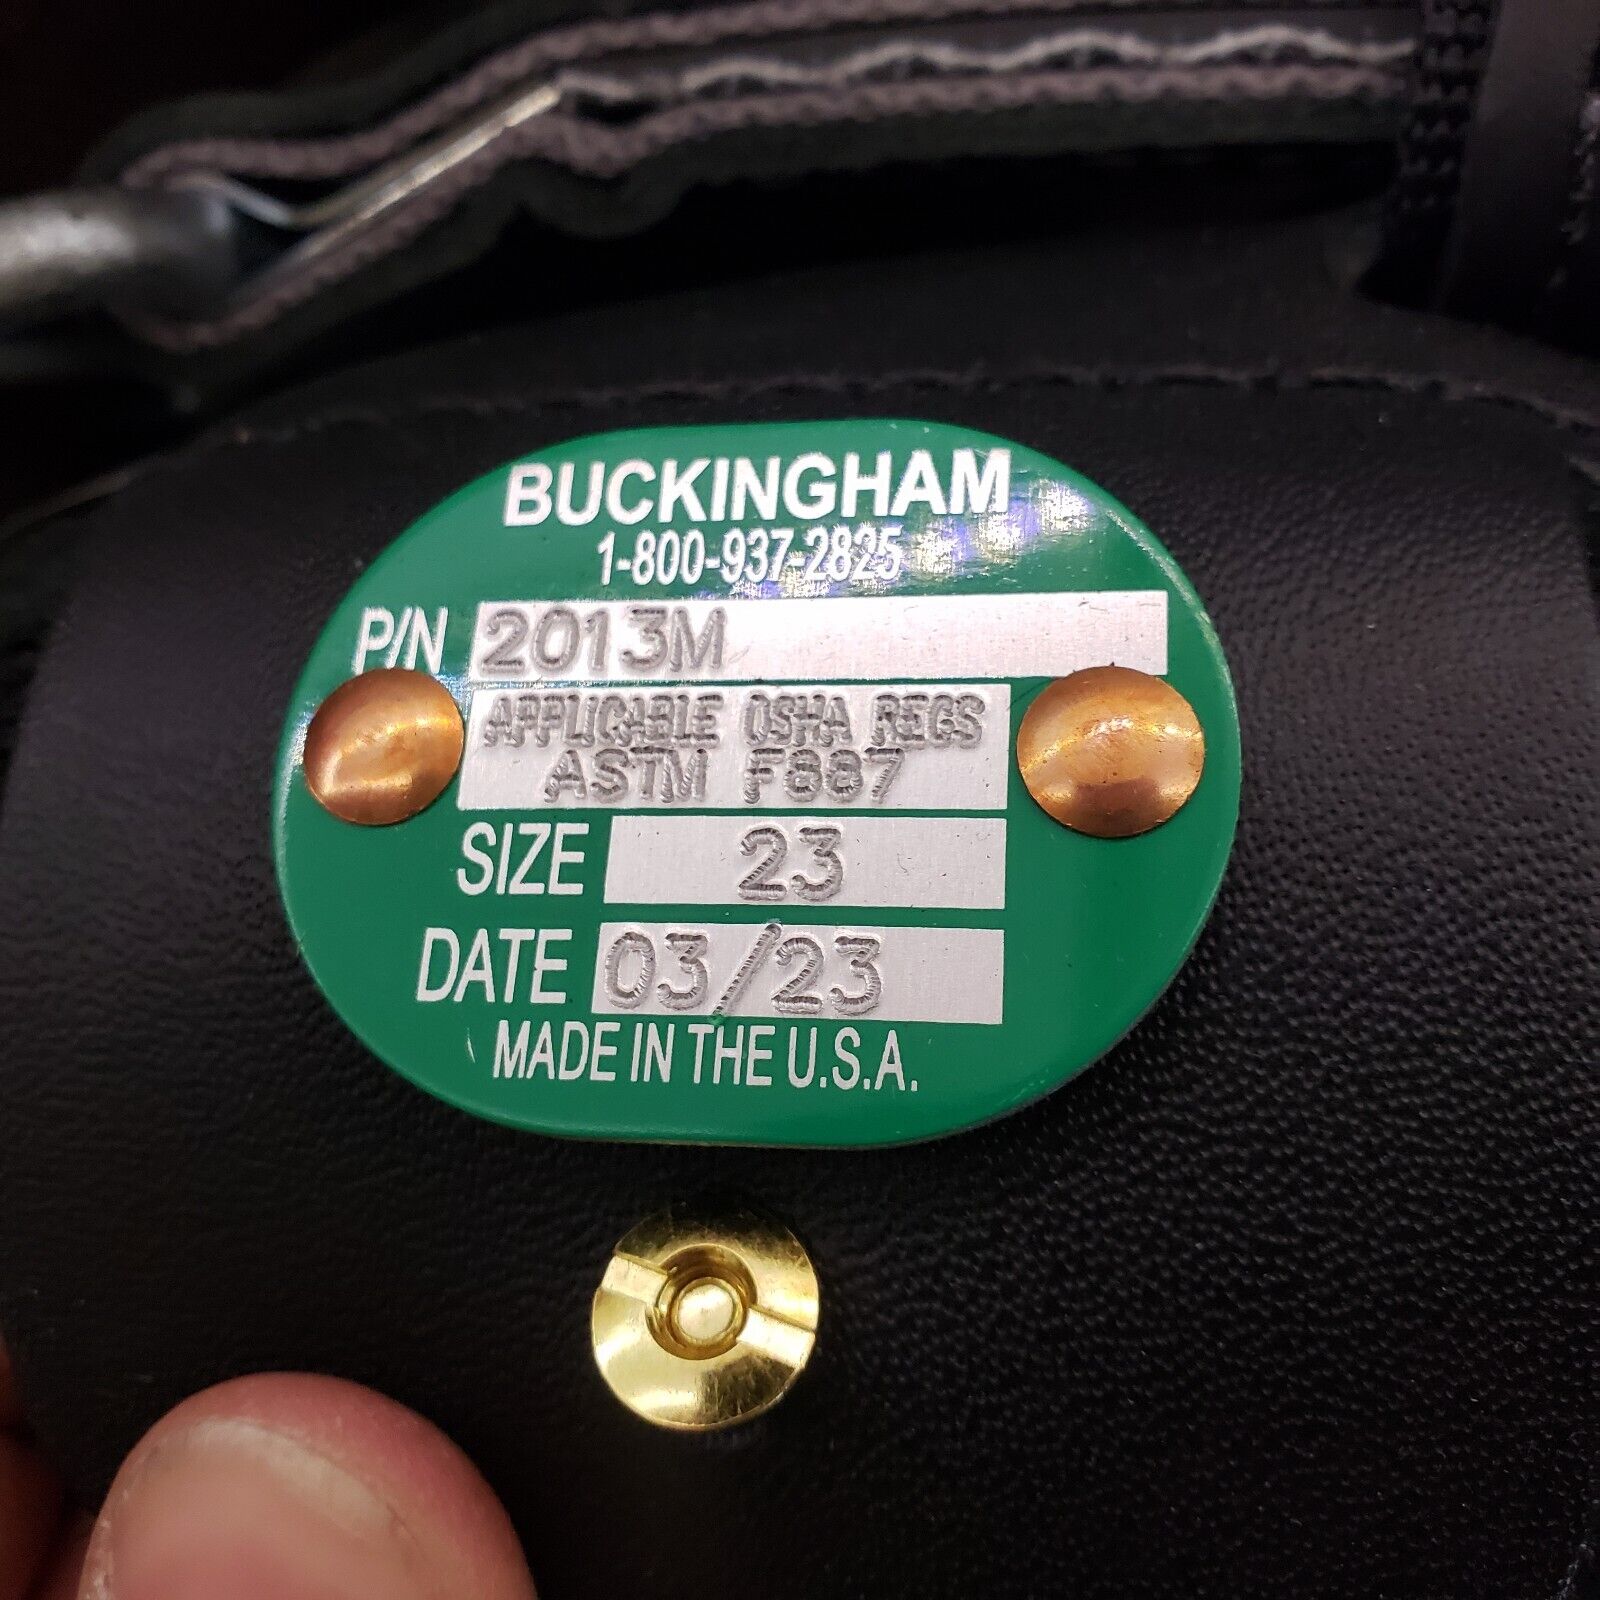 BUCKINGHAM
1-800-937-2825
P/N 2013M
APPLICABLE OSHA REGS
ASTM F887
SIZE 23
DATE 03/23
MADE IN THE U.S.A.